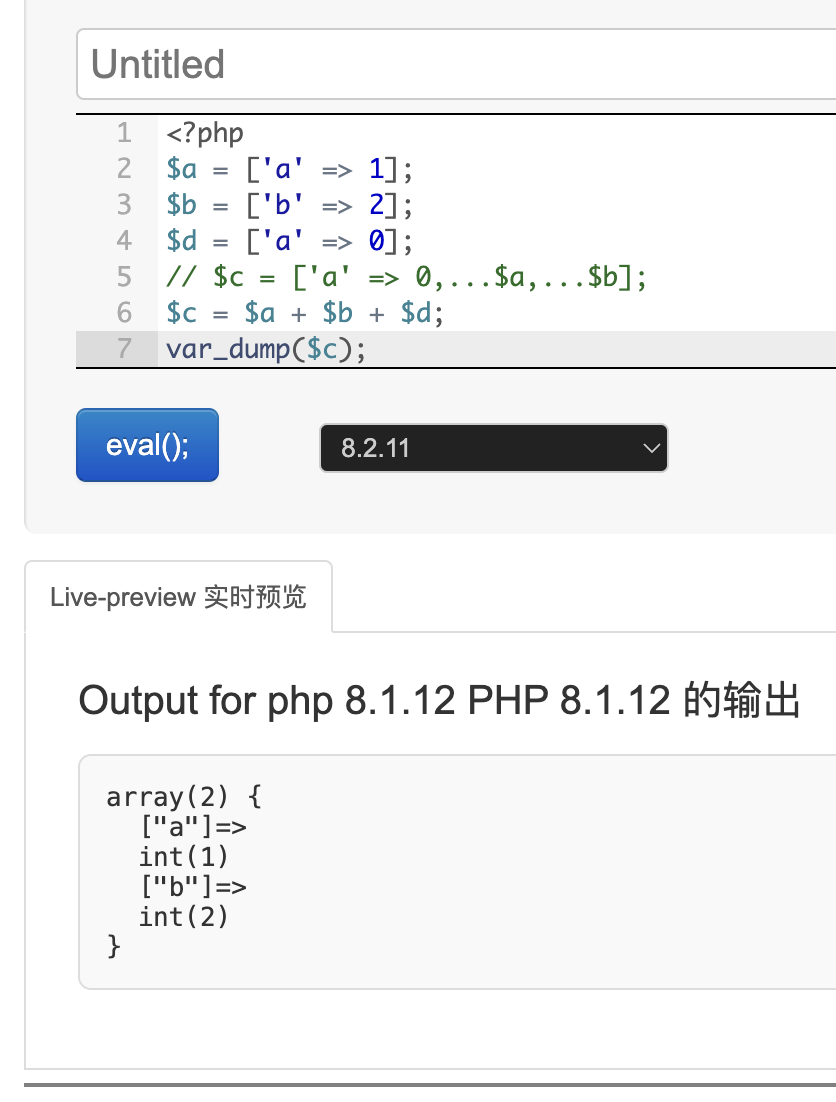 Untitled
1 <?php
2 $a = ['a' => 1];
3 $b = ['b' => 2];
4 $d = ['a' => 0];
5 // $c = ['a' => 0,...$a,...$b];
6 $c = $a + $b + $d;
7 var_dump($c);
eval(); 8.2.11
Live-preview 实时预览
Output for php 8.1.12 PHP 8.1.12 的输出
array(2) {
  ["a"]=>
  int(1)
  ["b"]=>
  int(2)
}